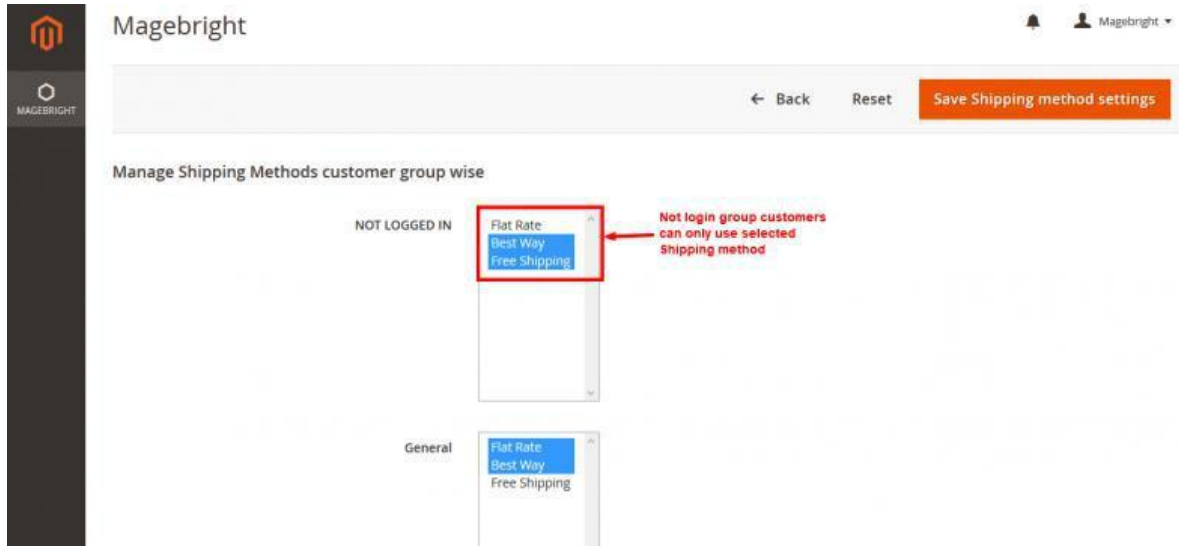 Magebright
Magebright
MAGEBRIGHT
← Back Reset Save Shipping method settings
Manage Shipping Methods customer group wise
NOT LOGGED IN
Flat Rate
Best Way
Free Shipping
Not login group customers
can only use selected
Shipping method
General
Flat Rate
Best Way
Free Shipping